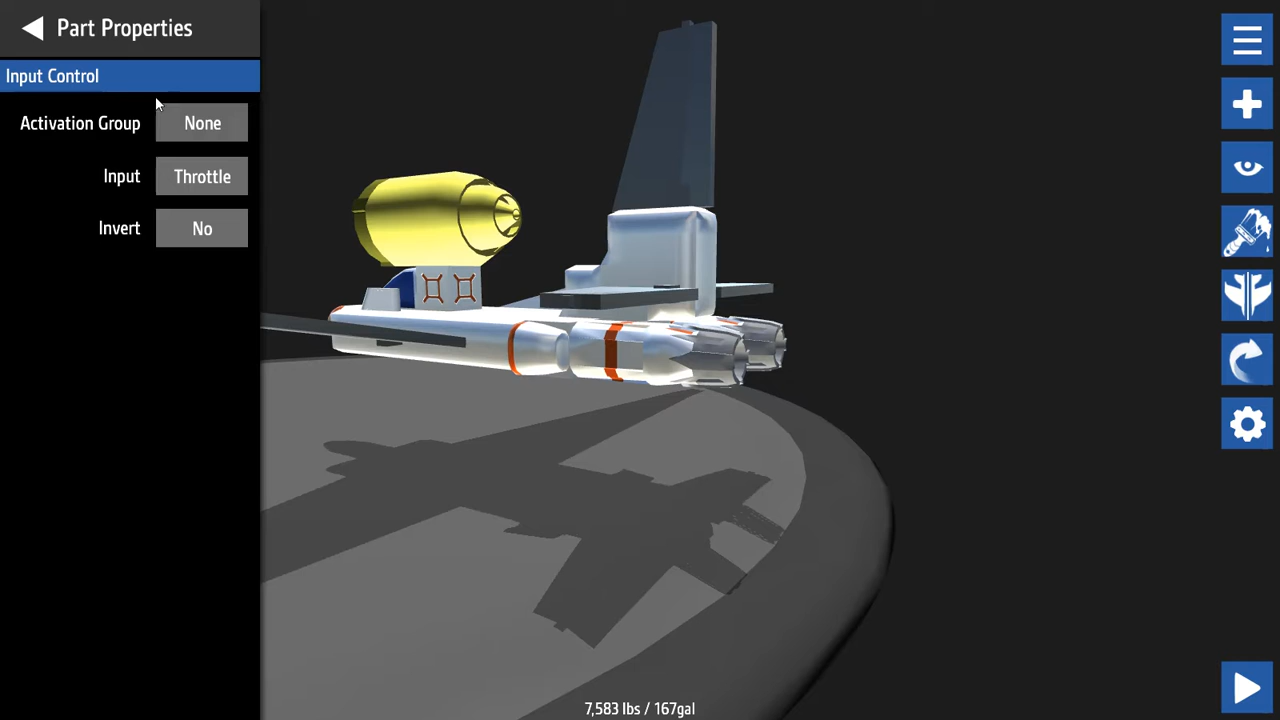 Part Properties
Input Control
Activation Group None
Input Throttle
Invert No
7,583 lbs / 167gal